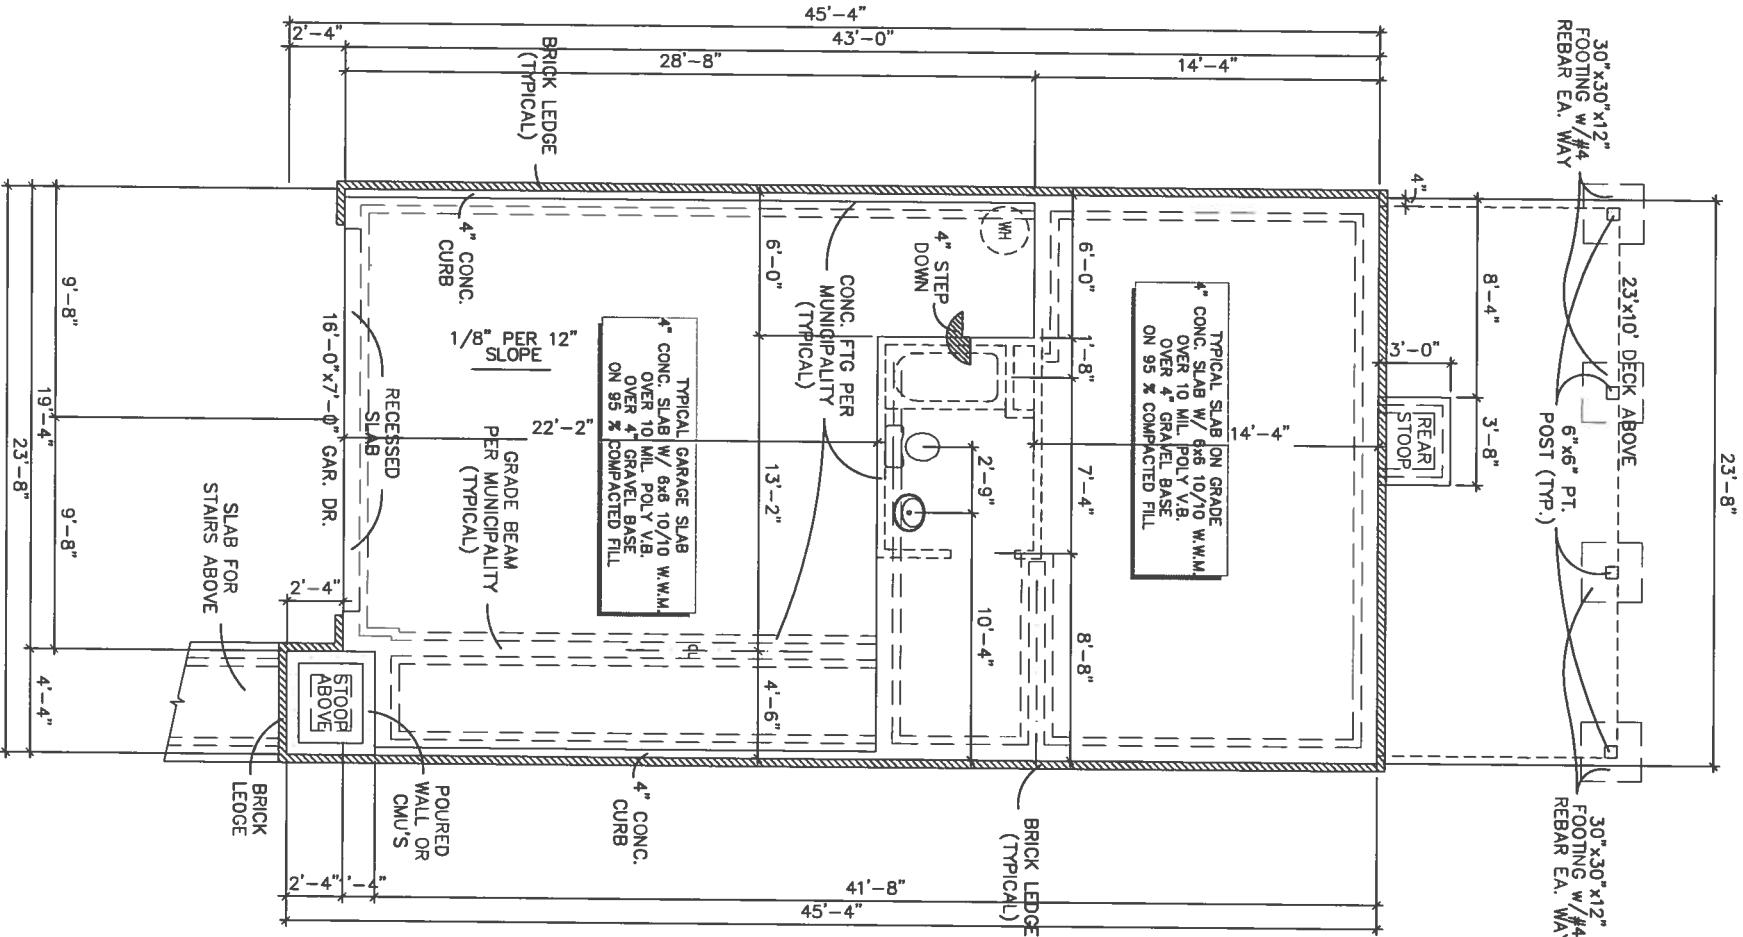 45'-4"
2'-4"
43'-0"
28'-8"
14'-4"
30"x30"x12"
FOOTING w/#4
REBAR EA. WAY
BRICK LEDGE
(TYPICAL)
4"
8'-4"
3'-8"
3'-0"
REAR
STOOP
23'x10' DECK ABOVE
6"x6" PT.
POST (TYP.)
23'-8"
30"x30"x12"
FOOTING w/#4
REBAR EA. WAY
4" CONC.
CURB
6'-0"
CONC. FTG PER
MUNICIPALITY
(TYPICAL)
WH
4" STEP
DOWN
6'-0"
1'-8"
7'-4"
8'-8"
TYPICAL SLAB ON GRADE
4" CONC. SLAB W/ 6x6 10/10 W.W.M.
OVER 10 MIL POLY V.B.
OVER 4" GRAVEL BASE
ON 95 % COMPACTED FILL
14'-4"
1/8" PER 12"
SLOPE
TYPICAL GARAGE SLAB
4" CONC. SLAB W/ 6x6 10/10 W.W.M.
OVER 10 MIL. POLY V.B.
OVER 4" GRAVEL BASE
ON 95 % COMPACTED FILL
22'-2"
13'-2"
2'-9"
10'-4"
4'-6"
CL
RECESSED
SLAB
16'-0"x7'-0" GAR. DR.
GRADE BEAM
PER MUNICIPALITY
(TYPICAL)
9'-8"
9'-8"
19'-4"
4'-4"
23'-8"
SLAB FOR
STAIRS ABOVE
2'-4"
STOOP
ABOVE
BRICK
LEDGE
POURED
WALL OR
CMU'S
4" CONC.
CURB
BRICK LEDGE
(TYPICAL)
2'-4"
'-4"
41'-8"
45'-4"